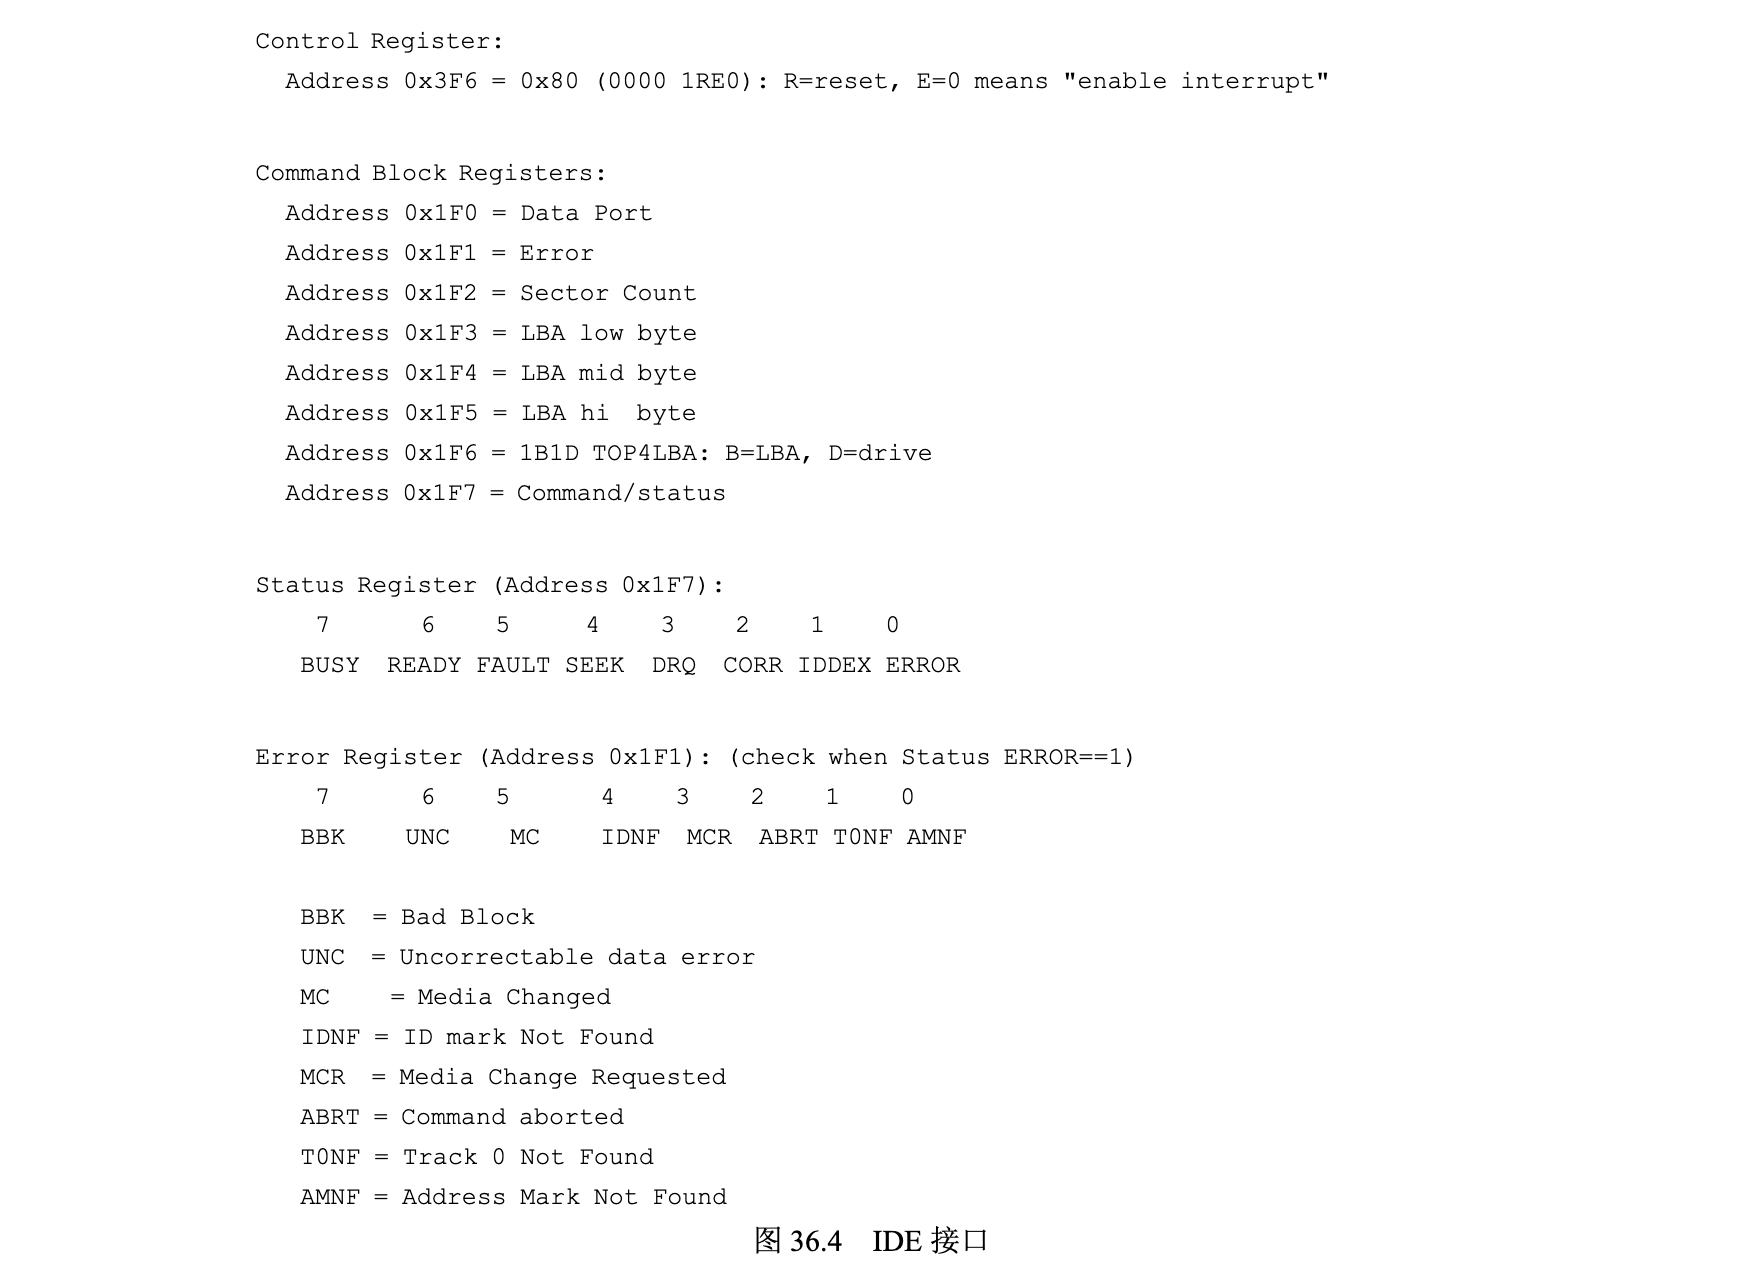 Control Register:
Address 0x3F6 = 0x80 (0000 1RE0): R=reset, E=0 means "enable interrupt"
Command Block Registers:
Address 0x1F0 = Data Port
Address 0x1F1 = Error
Address 0x1F2 = Sector Count
Address 0x1F3 = LBA low byte
Address 0x1F4 = LBA mid byte
Address 0x1F5 = LBA hi byte
Address 0x1F6 = 1B1D TOP4LBA: B=LBA, D=drive
Address 0x1F7 = Command/status
Status Register (Address 0x1F7):
7 6 5 4 3 2 1 0
BUSY READY FAULT SEEK DRQ CORR IDDEX ERROR
Error Register (Address 0x1F1): (check when Status ERROR==1)
7 6 5 4 3 2 1 0
BBK UNC MC IDNF MCR ABRT T0NF AMNF
BBK = Bad Block
UNC = Uncorrectable data error
MC = Media Changed
IDNF = ID mark Not Found
MCR = Media Change Requested
ABRT = Command aborted
T0NF = Track 0 Not Found
AMNF = Address Mark Not Found
图 36.4 IDE 接口